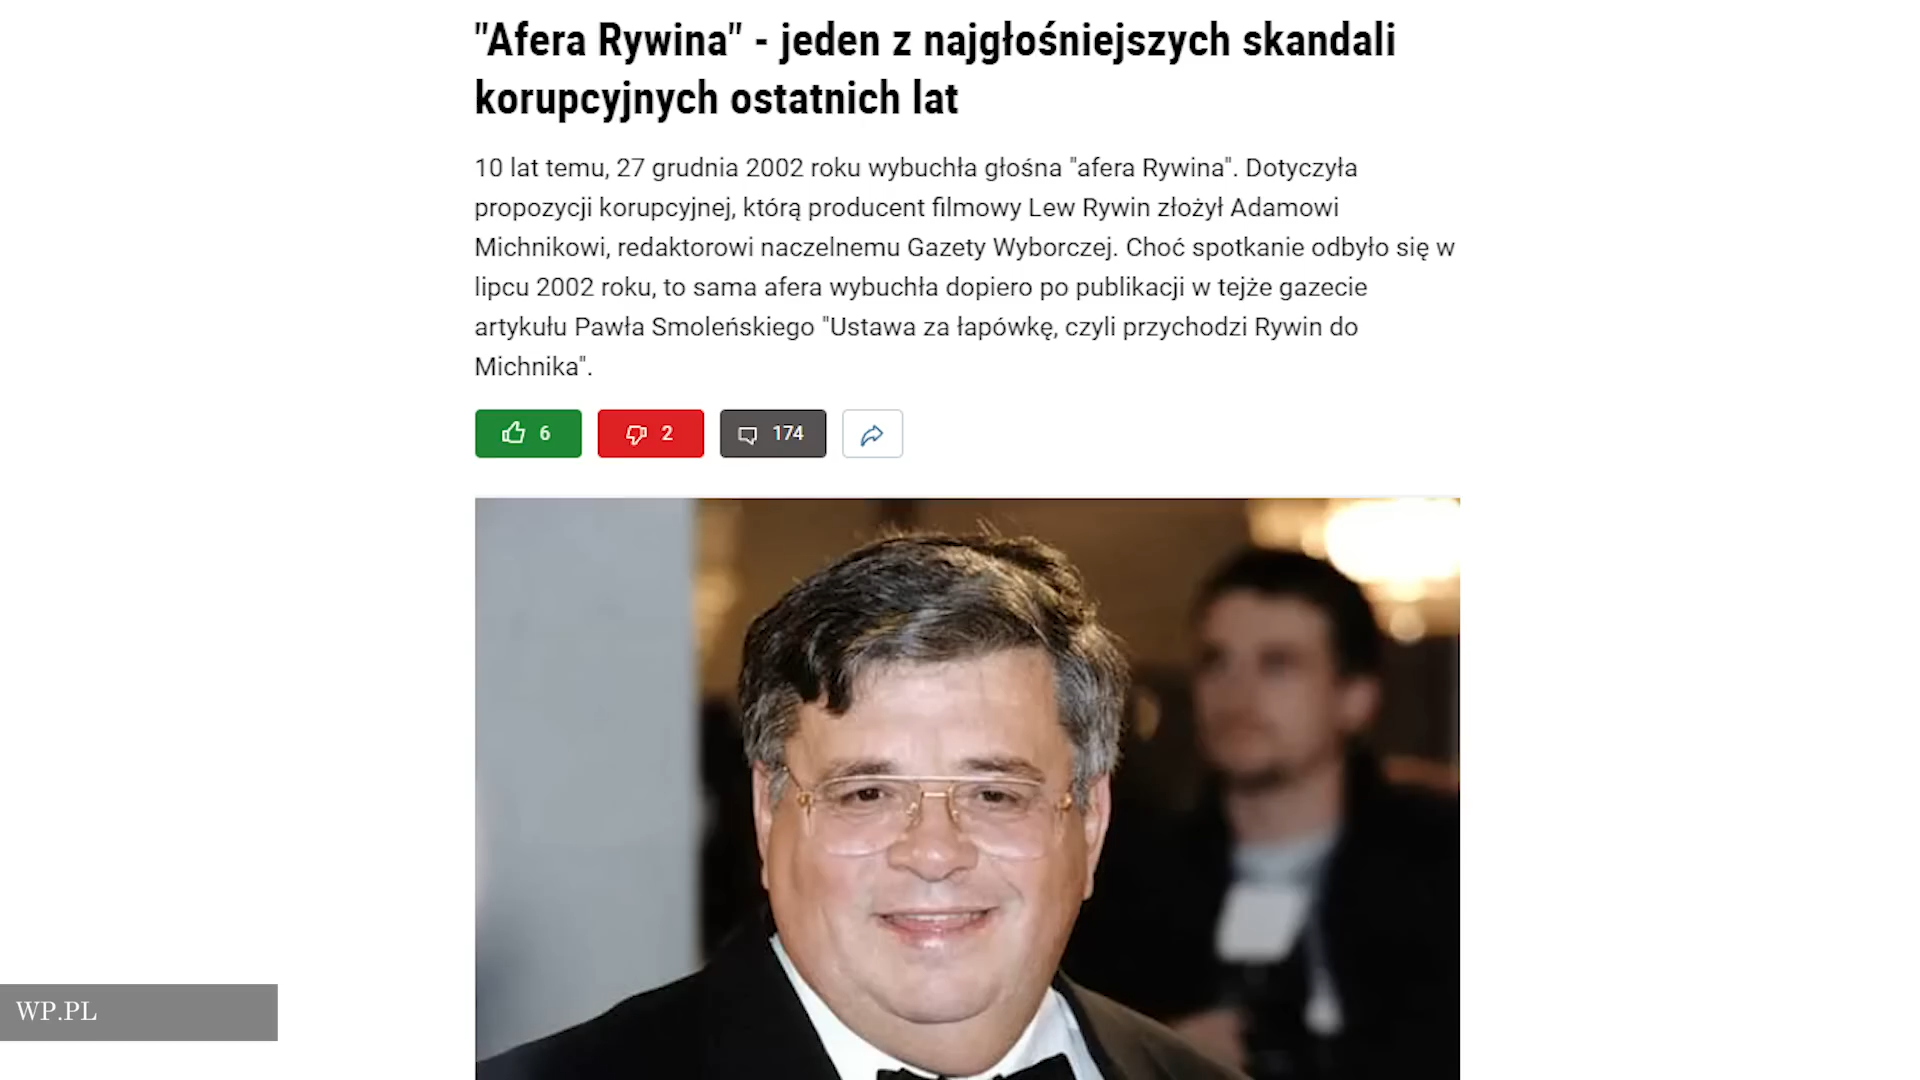 "Afera Rywina" - jeden z najgłośniejszych skandali
korupcyjnych ostatnich lat
10 lat temu, 27 grudnia 2002 roku wybuchła głośna "afera Rywina". Dotyczyła
propozycji korupcyjnej, którą producent filmowy Lew Rywin złożył Adamowi
Michnikowi, redaktorowi naczelnemu Gazety Wyborczej. Choć spotkanie odbyło się w
lipcu 2002 roku, to sama afera wybuchła dopiero po publikacji w tejże gazecie
artykułu Pawła Smoleńskiego "Ustawa za łapówkę, czyli przychodzi Rywin do
Michnika".
6 2 174
WP.PL